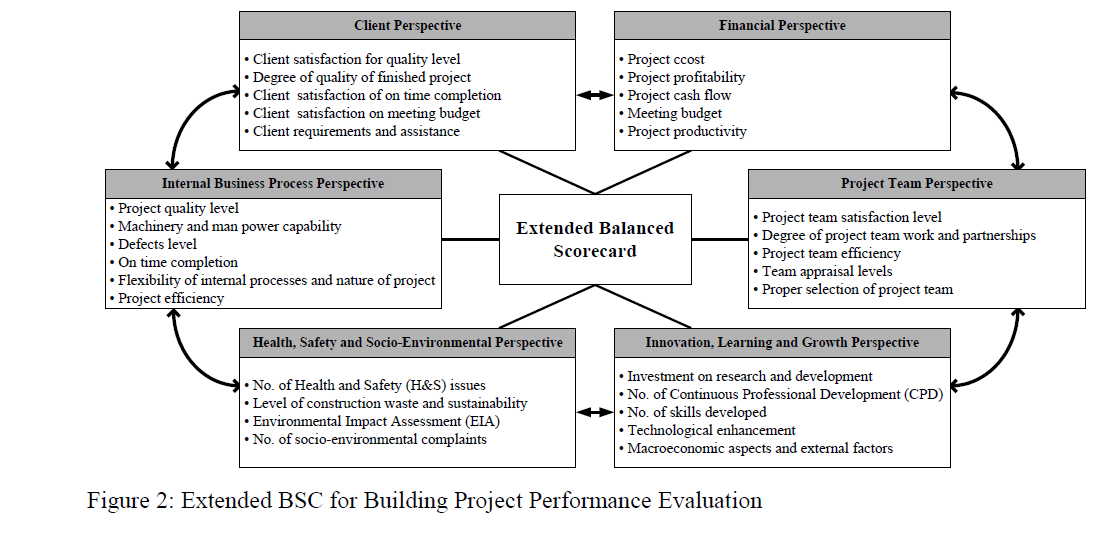 Client Perspective
• Client satisfaction for quality level
• Degree of quality of finished project
• Client satisfaction of on time completion
• Client satisfaction on meeting budget
• Client requirements and assistance
Financial Perspective
• Project ccost
• Project profitability
• Project cash flow
• Meeting budget
• Project productivity
Internal Business Process Perspective
• Project quality level
• Machinery and man power capability
• Defects level
• On time completion
• Flexibility of internal processes and nature of project
• Project efficiency
Extended Balanced
Scorecard
Project Team Perspective
• Project team satisfaction level
• Degree of project team work and partnerships
• Project team efficiency
• Team appraisal levels
• Proper selection of project team
Health, Safety and Socio-Environmental Perspective
• No. of Health and Safety (H&S) issues
• Level of construction waste and sustainability
• Environmental Impact Assessment (EIA)
• No. of socio-environmental complaints
Innovation, Learning and Growth Perspective
• Investment on research and development
• No. of Continuous Professional Development (CPD)
• No. of skills developed
• Technological enhancement
• Macroeconomic aspects and external factors
Figure 2: Extended BSC for Building Project Performance Evaluation